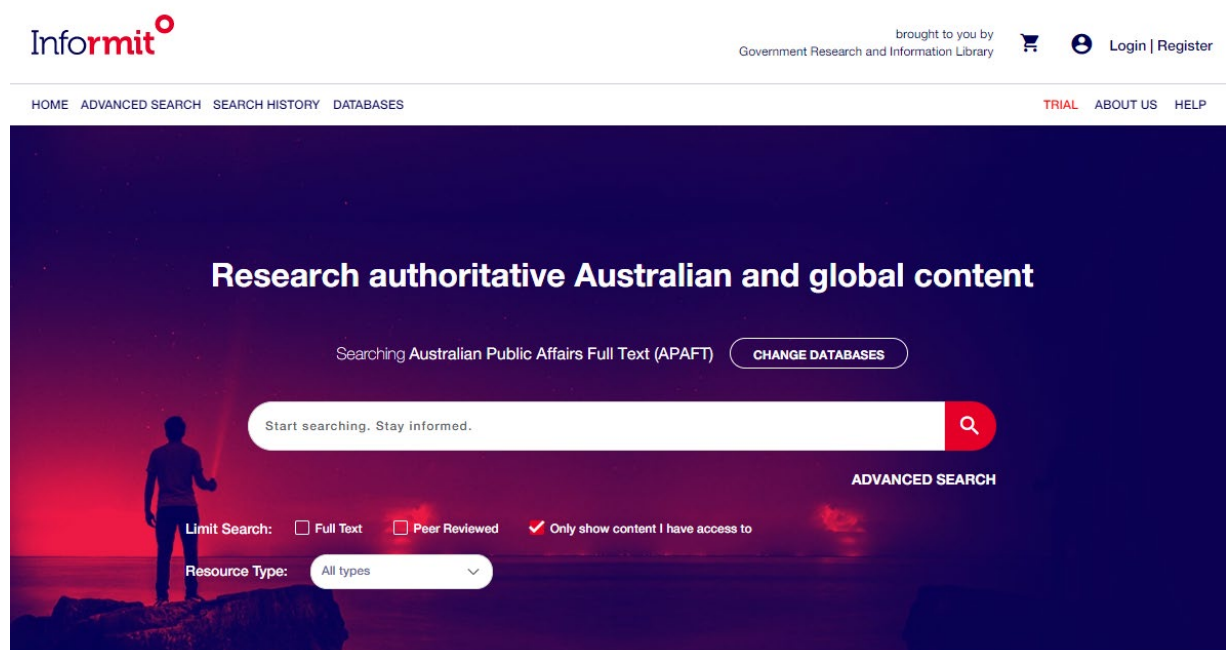 Informit
brought to you by
Government Research and Information Library
Login | Register
HOME ADVANCED SEARCH SEARCH HISTORY DATABASES
TRIAL ABOUT US HELP
Research authoritative Australian and global content
Searching Australian Public Affairs Full Text (APAFT) CHANGE DATABASES
Start searching. Stay informed.
ADVANCED SEARCH
Limit Search: Full Text Peer Reviewed Only show content I have access to
Resource Type: All types